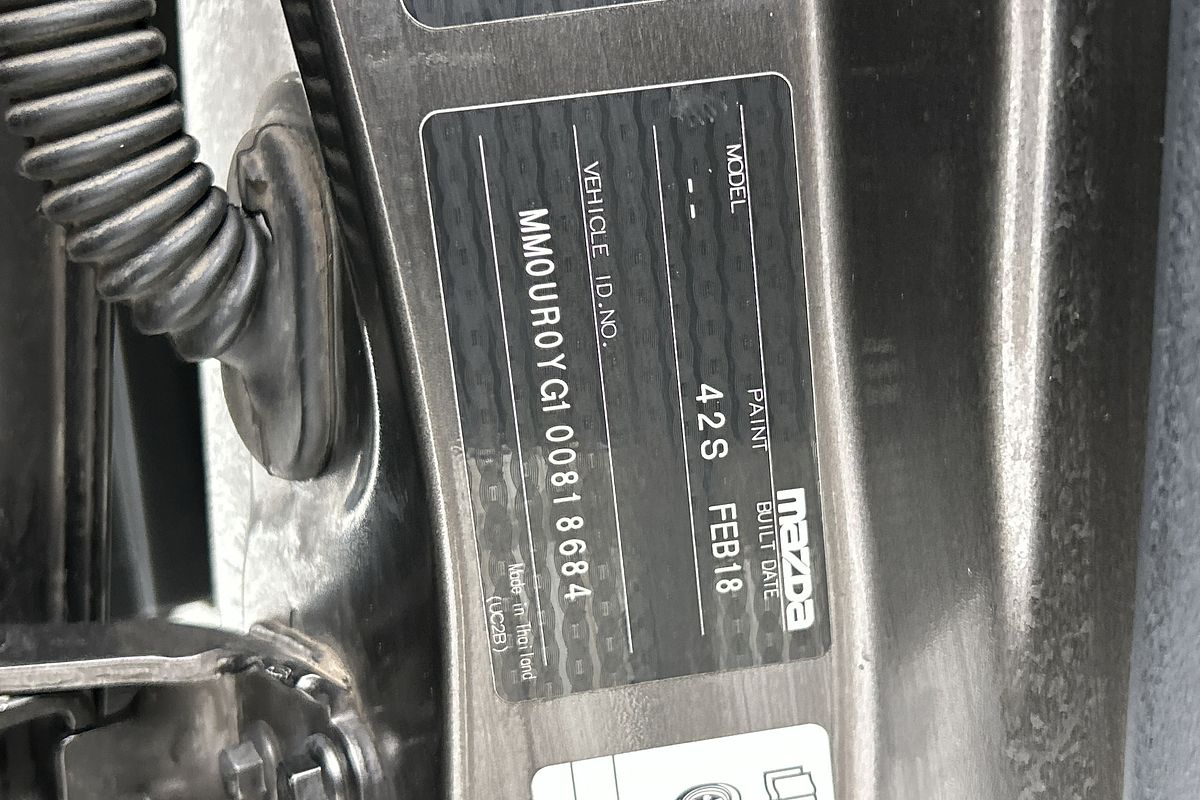 mazda
MODEL PAINT BUILT DATE
-- 42S FEB18
VEHICLE ID.NO.
MM0UR0YG100818684
Made in Thailand
(UC2B)